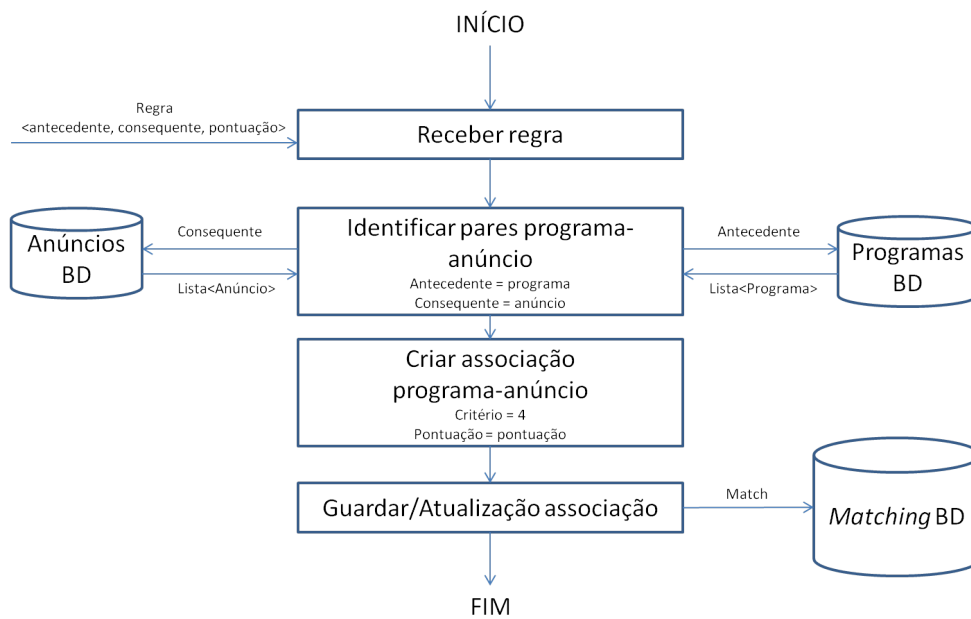 INÍCIO
Regra
<antecedente, consequente, pontuação>
Receber regra
Anúncios
BD
Consequente
Lista<Anúncio>
Identificar pares programa-
anúncio
Antecedente = programa
Consequente = anúncio
Antecedente
Lista<Programa>
Programas
BD
Criar associação
programa-anúncio
Critério = 4
Pontuação = pontuação
Guardar/Atualização associação
Match
Matching BD
FIM